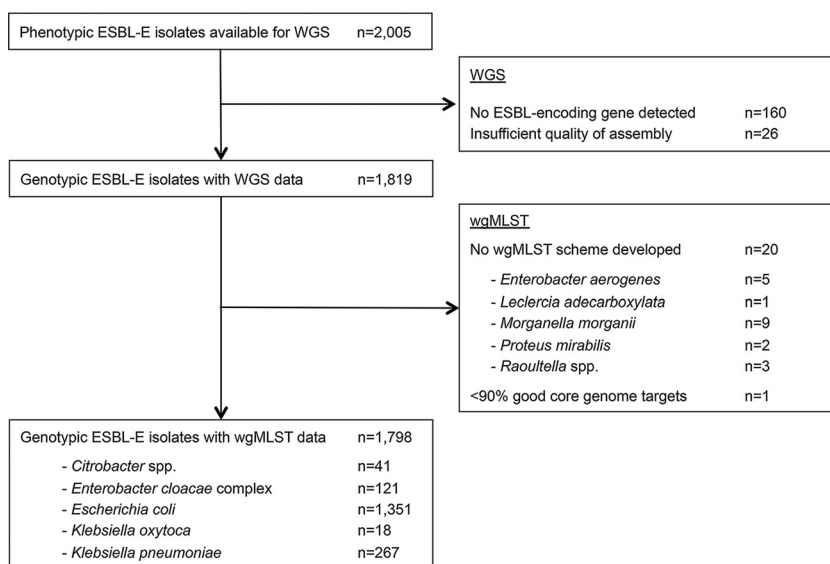 Phenotypic ESBL-E isolates available for WGS n=2,005
WGS
No ESBL-encoding gene detected n=160
Insufficient quality of assembly n=26
Genotypic ESBL-E isolates with WGS data n=1,819
wgMLST
No wgMLST scheme developed n=20
- Enterobacter aerogenes n=5
- Leclercia adecarboxylata n=1
- Morganella morganii n=9
- Proteus mirabilis n=2
- Raoultella spp. n=3
<90% good core genome targets n=1
Genotypic ESBL-E isolates with wgMLST data n=1,798
- Citrobacter spp. n=41
- Enterobacter cloacae complex n=121
- Escherichia coli n=1,351
- Klebsiella oxytoca n=18
- Klebsiella pneumoniae n=267